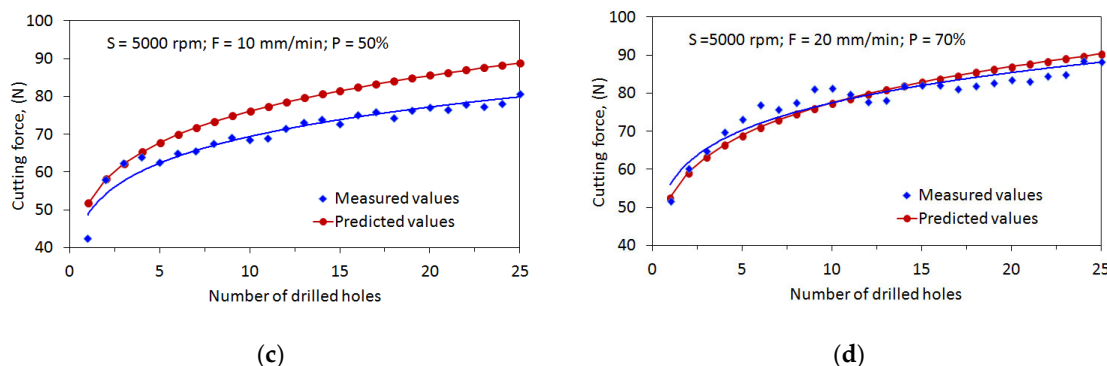 100
90
80
70
60
50
40
Cutting force, (N)
S = 5000 rpm; F = 10 mm/min; P = 50%
Measured values
Predicted values
0 5 10 15 20 25
Number of drilled holes
(c)
100
90
80
70
60
50
40
Cutting force, (N)
S =5000 rpm; F = 20 mm/min; P = 70%
Measured values
Predicted values
0 5 10 15 20 25
Number of drilled holes
(d)